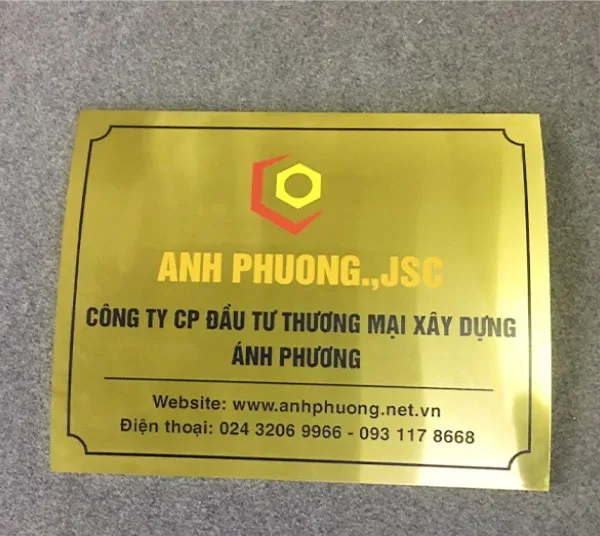 ANH PHUONG.,JSC
CÔNG TY CP ĐẦU TƯ THƯƠNG MẠI XÂY DỰNG
ÁNH PHƯƠNG
Website: www.anhphuong.net.vn
Điện thoại: 024 3206 9966 - 093 117 8668